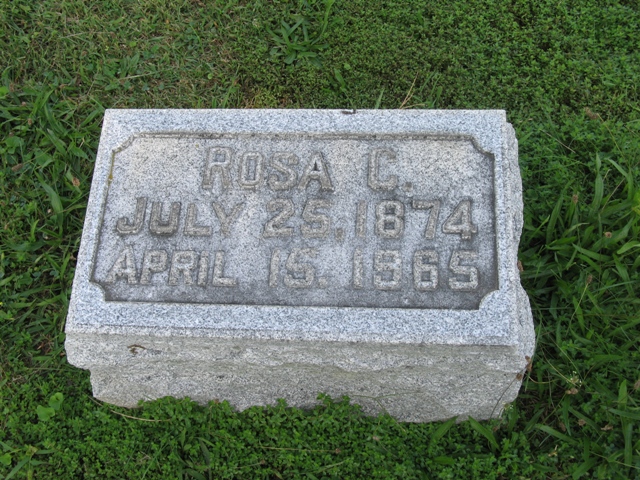 ROSA C.
JULY 25, 1874
APRIL 15, 1965